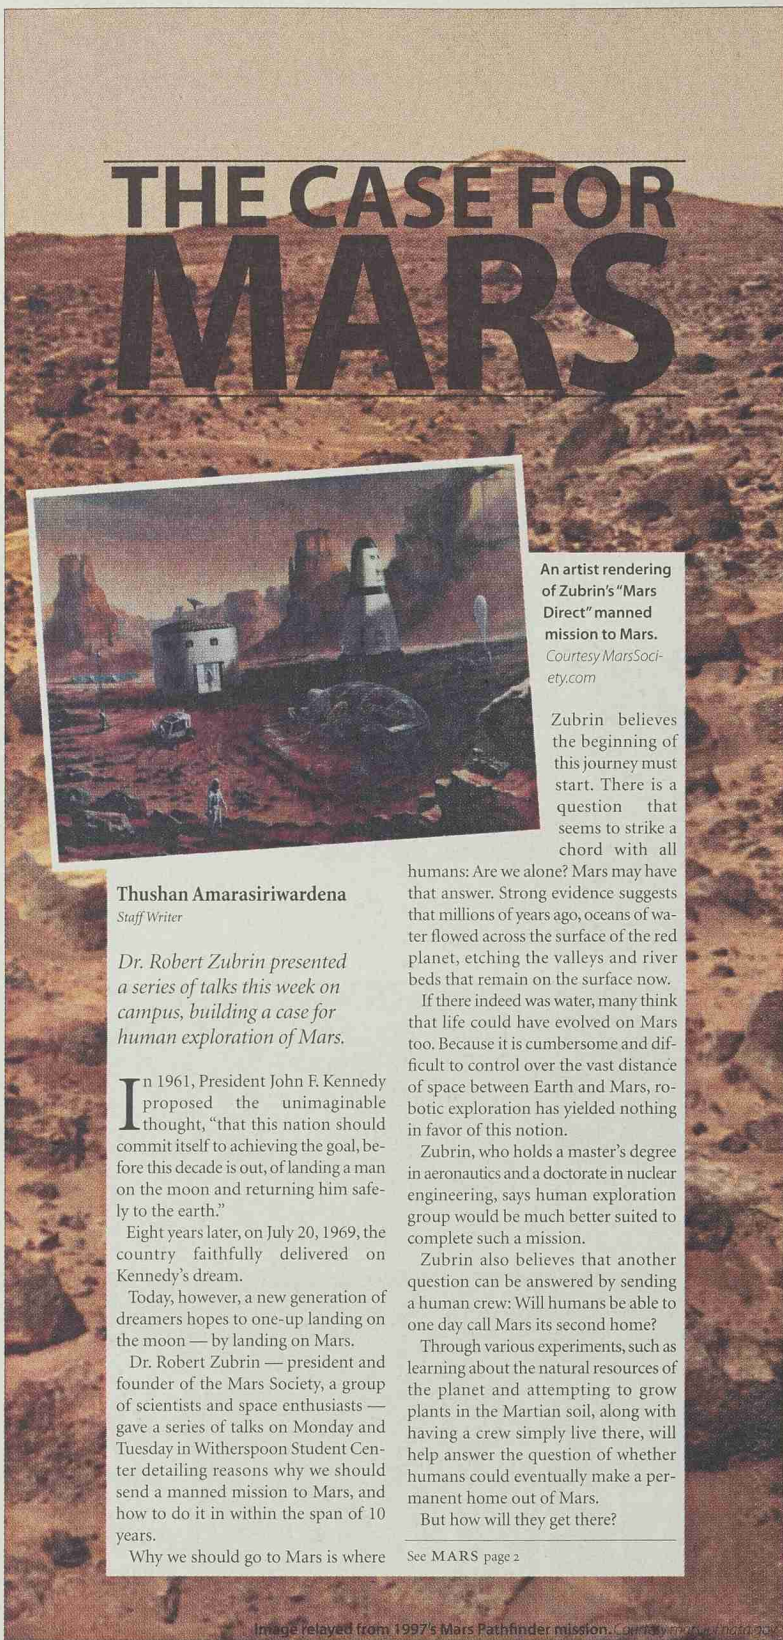 THE CASE FOR
MARS
An artist rendering
of Zubrin's “Mars
Direct” manned
mission to Mars.
Courtesy MarsSoci-
ety.com
Thushan Amarasiriwardena
Staff Writer
Dr. Robert Zubrin presented
a series of talks this week on
campus, building a case for
human exploration of Mars.
In 1961, President John F. Kennedy
proposed the unimaginable
thought, “that this nation should
commit itself to achieving the goal, be-
fore this decade is out, of landing a man
on the moon and returning him safe-
ly to the earth.”
Eight years later, on July 20, 1969, the
country faithfully delivered on
Kennedy's dream.
Today, however, a new generation of
dreamers hopes to one-up landing on
the moon — by landing on Mars.
Dr. Robert Zubrin — president and
founder of the Mars Society, a group
of scientists and space enthusiasts —
gave a series of talks on Monday and
Tuesday in Witherspoon Student Cen-
ter detailing reasons why we should
send a manned mission to Mars, and
how to do it in within the span of 10
years.
Why we should go to Mars is where
Zubrin believes
the beginning of
this journey must
start. There is a
question that
seems to strike a
chord with all
humans: Are we alone? Mars may have
that answer. Strong evidence suggests
that millions of years ago, oceans of wa-
ter flowed across the surface of the red
planet, etching the valleys and river
beds that remain on the surface now.
If there indeed was water, many think
that life could have evolved on Mars
too. Because it is cumbersome and dif-
ficult to control over the vast distance
of space between Earth and Mars, ro-
botic exploration has yielded nothing
in favor of this notion.
Zubrin, who holds a master's degree
in aeronautics and a doctorate in nuclear
engineering, says human exploration
group would be much better suited to
complete such a mission.
Zubrin also believes that another
question can be answered by sending
a human crew: Will humans be able to
one day call Mars its second home?
Through various experiments, such as
learning about the natural resources of
the planet and attempting to grow
plants in the Martian soil, along with
having a crew simply live there, will
help answer the question of whether
humans could eventually make a per-
manent home out of Mars.
But how will they get there?
See MARS page 2
Image relayed from 1997's Mars Pathfinder mission. Courtesy